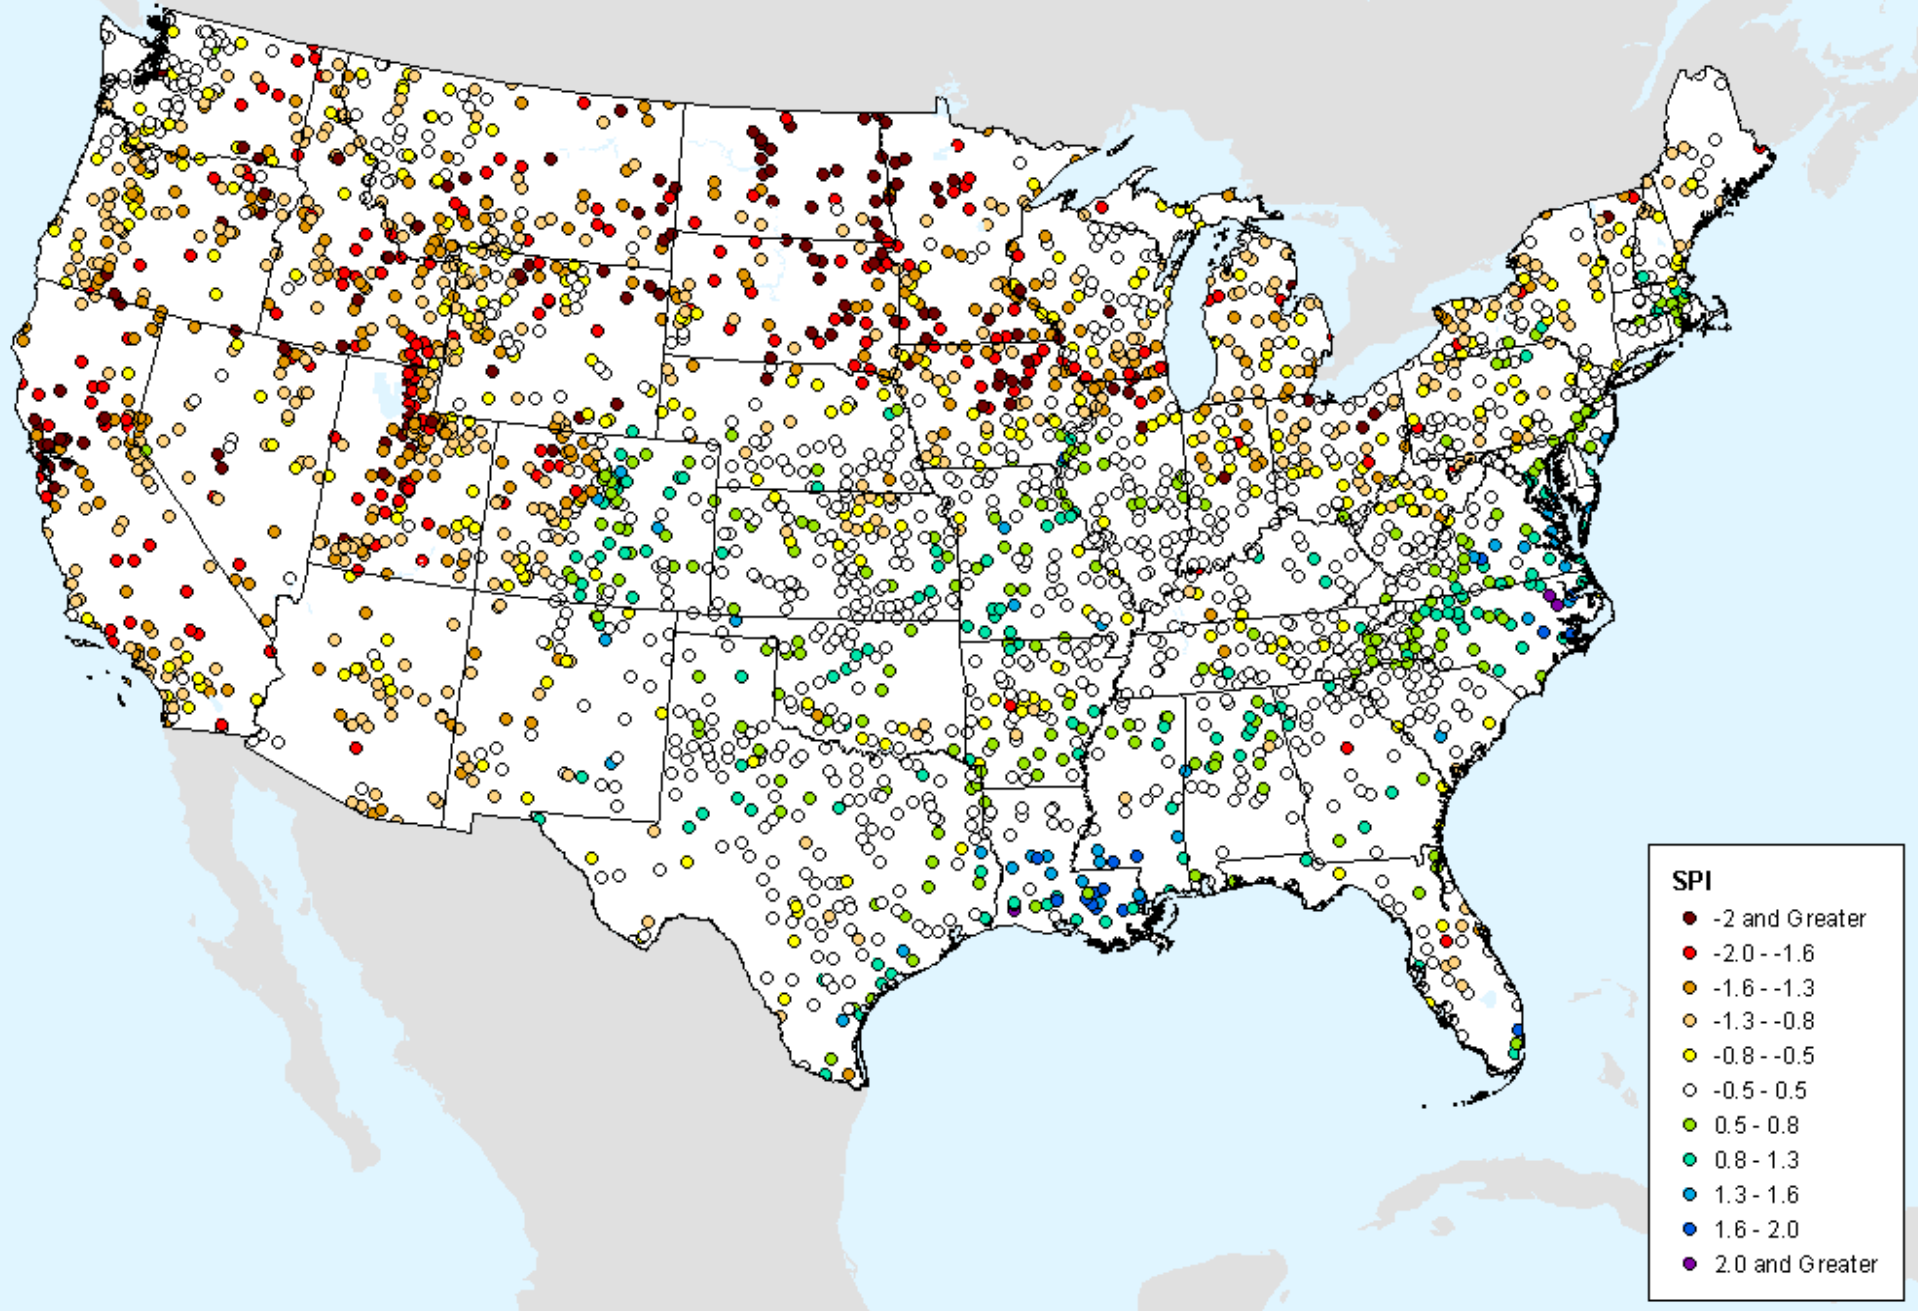 SPI
-2 and Greater
-2.0 - -1.6
-1.6 - -1.3
-1.3 - -0.8
-0.8 - -0.5
-0.5 - 0.5
0.5 - 0.8
0.8 - 1.3
1.3 - 1.6
1.6 - 2.0
2.0 and Greater